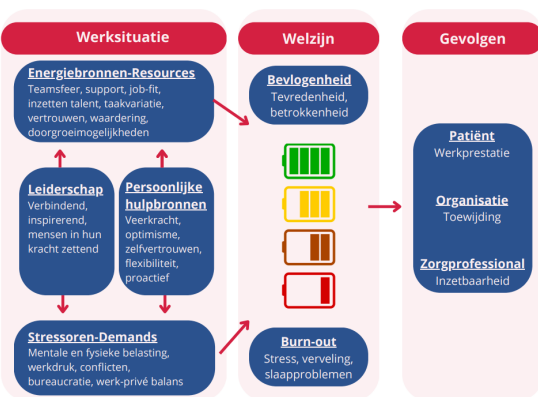 Werksituatie
Energiebronnen-Resources
Teamsfeer, support, job-fit,
inzetten talent, taakvariatie,
vertrouwen, waardering,
doorgroeimogelijkheden
Leiderschap
Verbindend,
inspirerend,
mensen in hun
kracht zettend
Persoonlijke
hulpbronnen
Veerkracht,
optimisme,
zelfvertrouwen,
flexibiliteit,
proactief
Stressoren-Demands
Mentale en fysieke belasting,
werkdruk, conflicten,
bureaucratie, werk-privé balans
Welzijn
Bevlogenheid
Tevredenheid,
betrokkenheid
Burn-out
Stress, verveling,
slaapproblemen
Gevolgen
Patiënt
Werkprestatie
Organisatie
Toewijding
Zorgprofessional
Inzetbaarheid